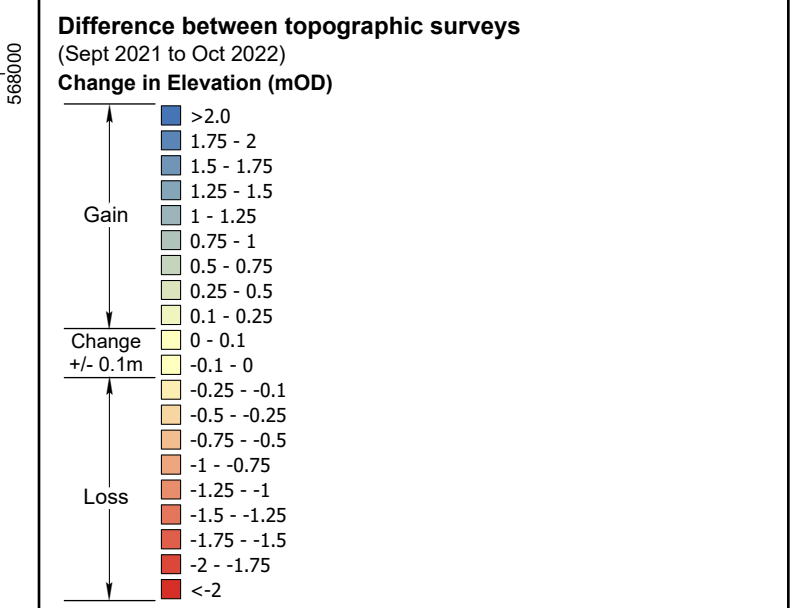 568000
Difference between topographic surveys
(Sept 2021 to Oct 2022)
Change in Elevation (mOD)
Gain
>2.0
1.75 - 2
1.5 - 1.75
1.25 - 1.5
1 - 1.25
0.75 - 1
0.5 - 0.75
0.25 - 0.5
0.1 - 0.25
Change
+/- 0.1m
0 - 0.1
-0.1 - 0
Loss
-0.25 - -0.1
-0.5 - -0.25
-0.75 - -0.5
-1 - -0.75
-1.25 - -1
-1.5 - -1.25
-1.75 - -1.5
-2 - -1.75
<-2